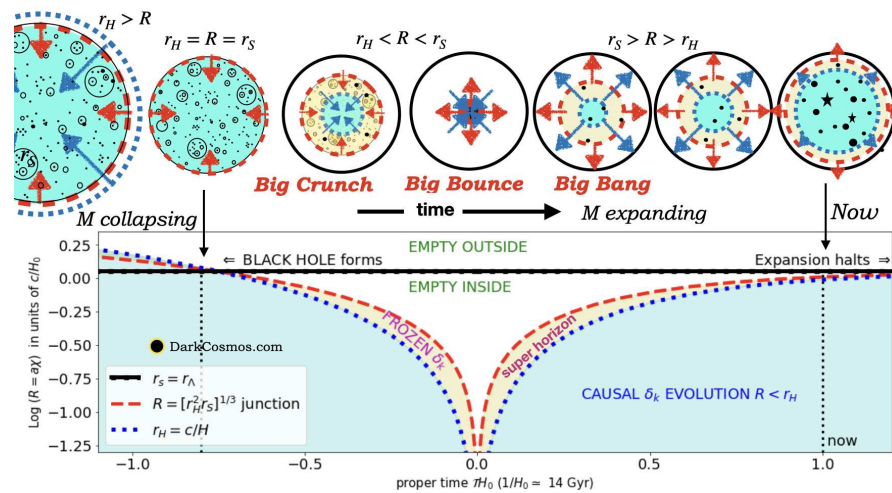 r_H > R
r_H = R = r_S
r_H < R < r_S
r_S > R > r_H
r_S
Big Crunch
Big Bounce
Big Bang
M collapsing
time
M expanding
Now
EMPTY OUTSIDE
⇐ BLACK HOLE forms
Expansion halts ⇒
EMPTY INSIDE
FROZEN δ_k
super horizon
DarkCosmos.com
CAUSAL δ_k EVOLUTION R < r_H
r_s = r_Λ
R = [r_H^2 r_S]^{1/3} junction
r_H = c/H
now
Log (R = aχ) in units of c/H_0
0.25
0.00
−0.25
−0.50
−0.75
−1.00
−1.25
−1.0
−0.5
0.0
0.5
1.0
proper time 𝒯H_0 (1/H_0 ≃ 14 Gyr)